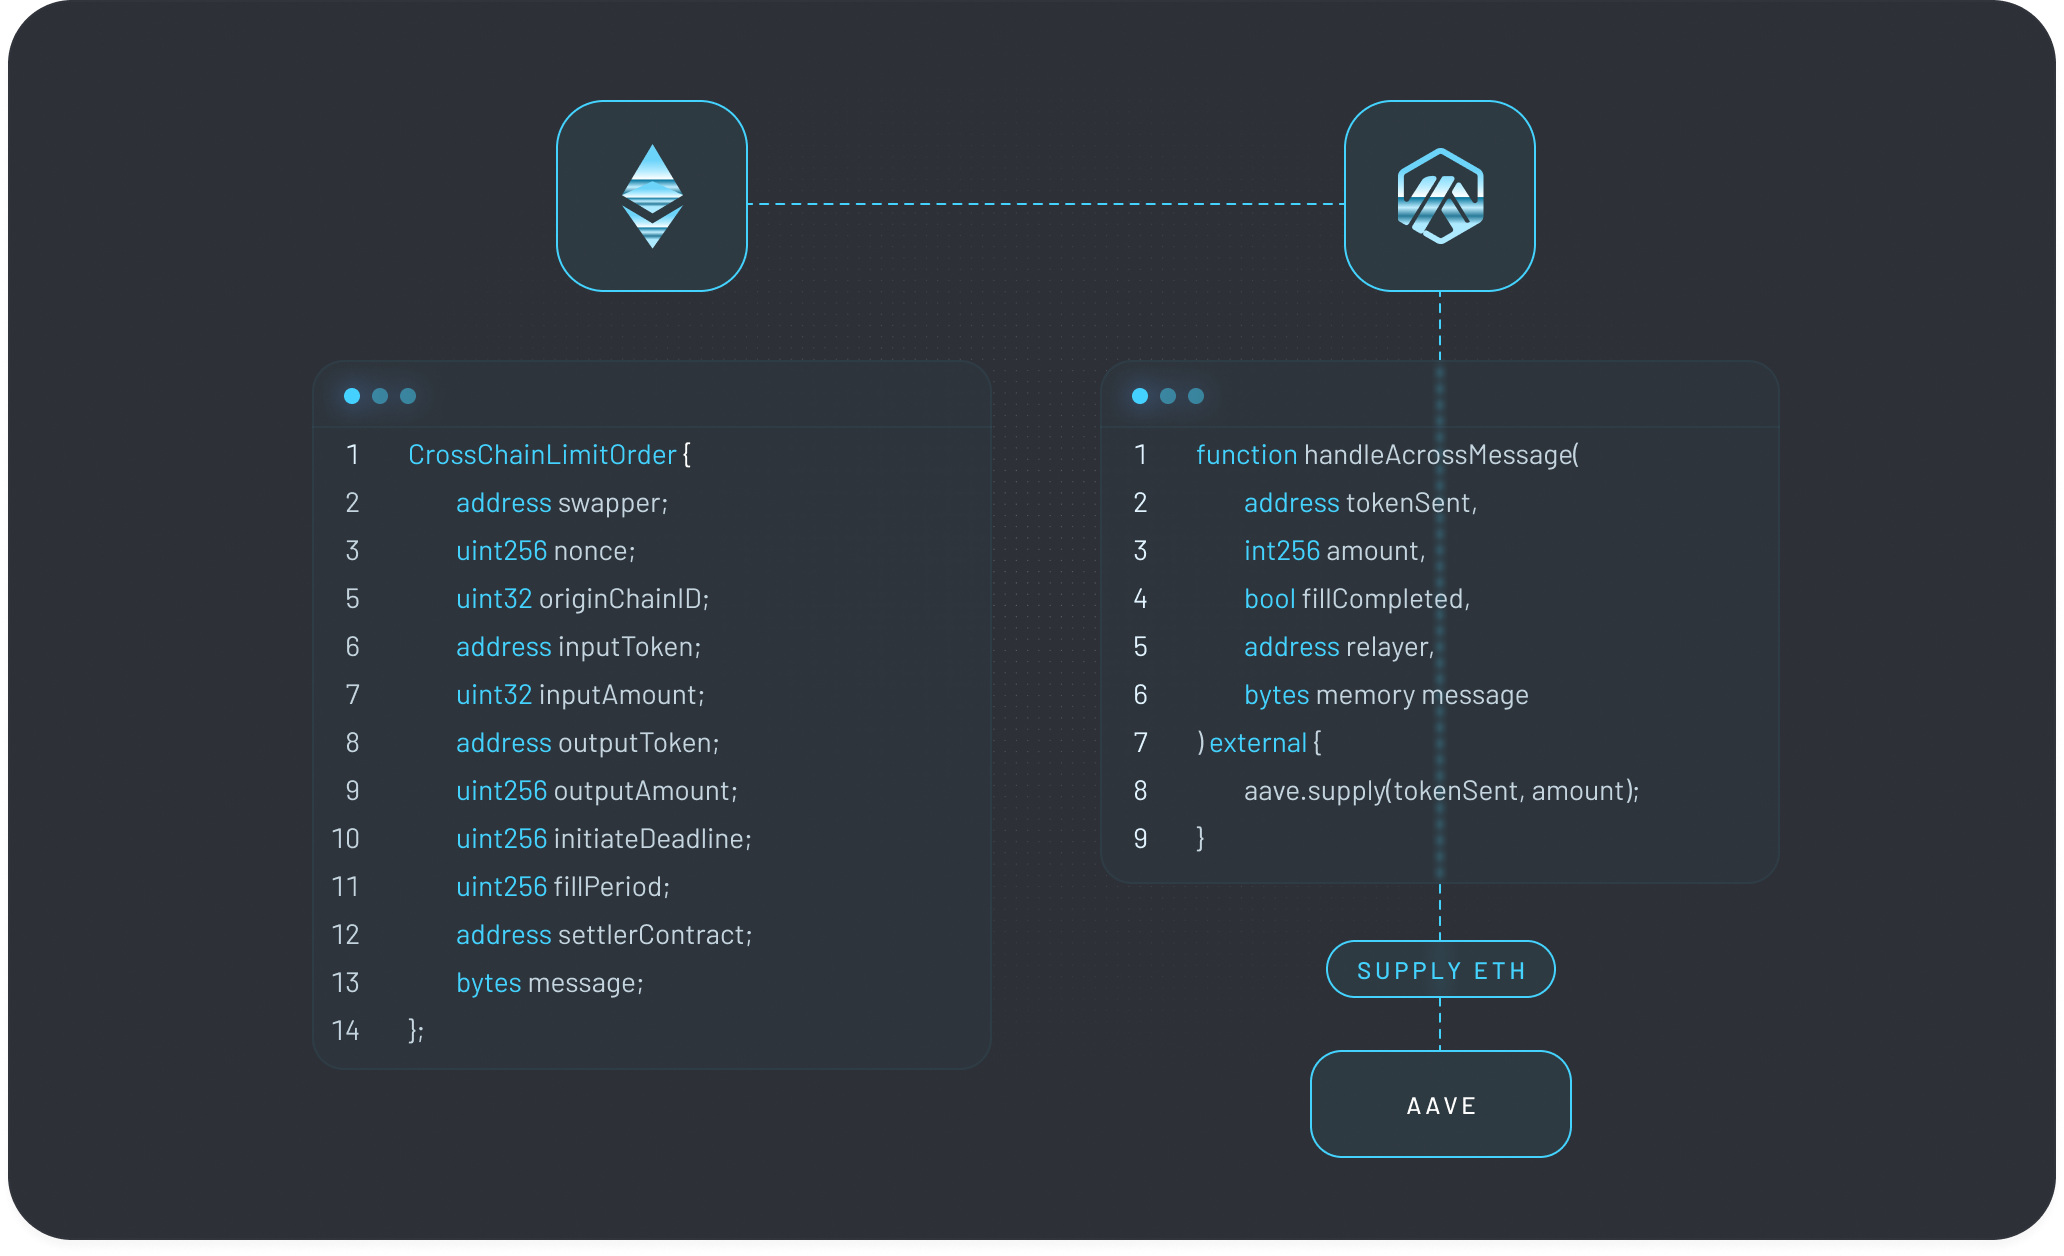 1 CrossChainLimitOrder {
2 address swapper;
3 uint256 nonce;
5 uint32 originChainID;
6 address inputToken;
7 uint32 inputAmount;
8 address outputToken;
9 uint256 outputAmount;
10 uint256 initiateDeadline;
11 uint256 fillPeriod;
12 address settlerContract;
13 bytes message;
14 };
1 function handleAcrossMessage(
2 address tokenSent,
3 int256 amount,
4 bool fillCompleted,
5 address relayer,
6 bytes memory message
7 ) external {
8 aave.supply(tokenSent, amount);
9 }
SUPPLY ETH
AAVE